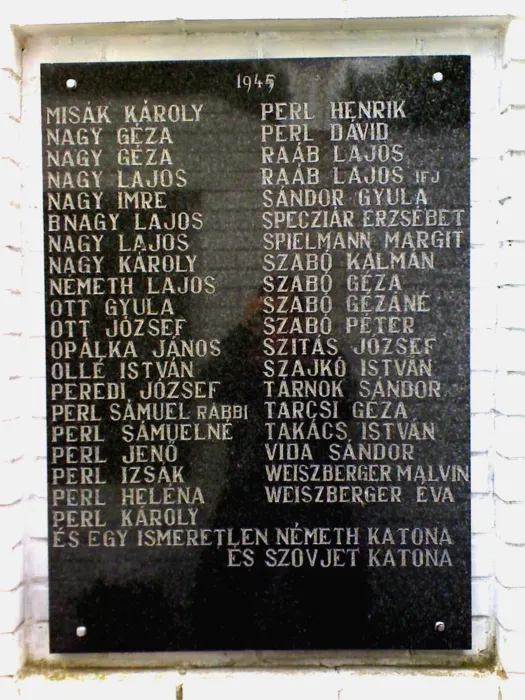 1945
MISÁK KÁROLY
NAGY GÉZA
NAGY GÉZA
NAGY LAJOS
NAGY IMRE
BNAGY LAJOS
NAGY LAJOS
NAGY KÁROLY
NÉMETH LAJOS
OTT GYULA
OTT JÓZSEF
OPÁLKA JÁNOS
OLLÉ ISTVÁN
PEREDI JÓZSEF
PERL SÁMUEL RABBI
PERL SÁMUELNÉ
PERL JENŐ
PERL IZSÁK
PERL HELÉNA
PERL KÁROLY
PERL HENRIK
PERL DÁVID
RAÁB LAJOS
RAÁB LAJOS IFJ
SÁNDOR GYULA
SPECZIÁR ERZSÉBET
SPIELMANN MARGIT
SZABÓ KÁLMÁN
SZABÓ GÉZA
SZABÓ GÉZÁNÉ
SZABÓ PÉTER
SZITÁS JÓZSEF
SZAJKÓ ISTVÁN
TÁRNOK SÁNDOR
TARCSI GÉZA
TAKÁCS ISTVÁN
VIDA SÁNDOR
WEISZBERGER MALVIN
WEISZBERGER ÉVA
ÉS EGY ISMERETLEN NÉMETH KATONA
ÉS SZOVJET KATONA